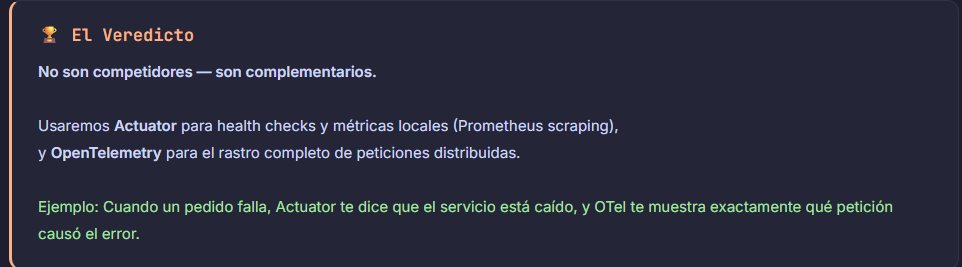 🏆 El Veredicto
No son competidores — son complementarios.
Usaremos Actuator para health checks y métricas locales (Prometheus scraping),
y OpenTelemetry para el rastro completo de peticiones distribuidas.
Ejemplo: Cuando un pedido falla, Actuator te dice que el servicio está caído, y OTel te muestra exactamente qué petición
causó el error.